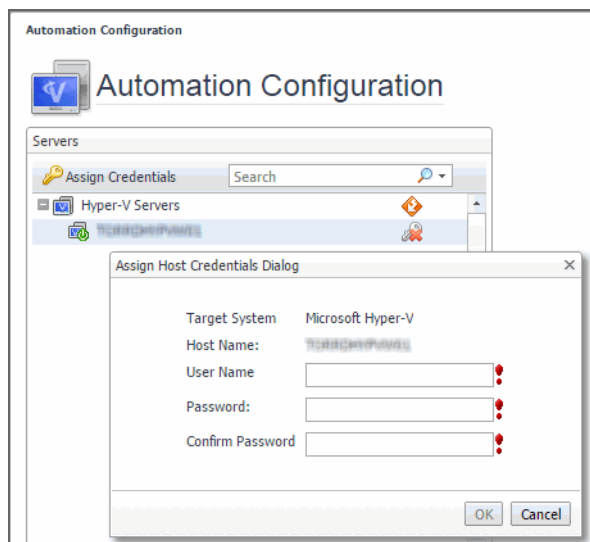 Automation Configuration
Automation Configuration
Servers
Assign Credentials
Search
Hyper-V Servers
Assign Host Credentials Dialog
Target System Microsoft Hyper-V
Host Name:
User Name
Password:
Confirm Password
OK Cancel